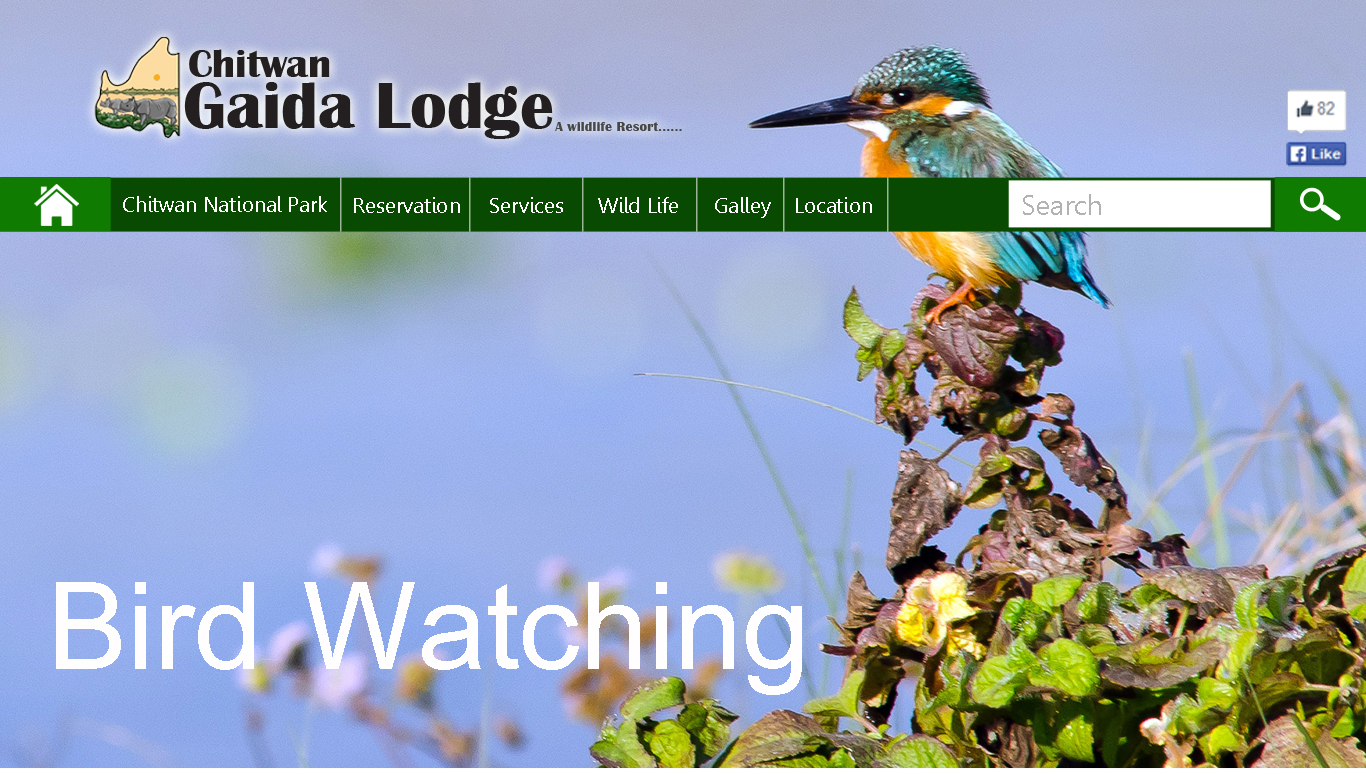 Chitwan
Gaida Lodge
A wildlife Resort......
82
Like
Chitwan National Park Reservation Services Wild Life Galley Location Search
Bird Watching